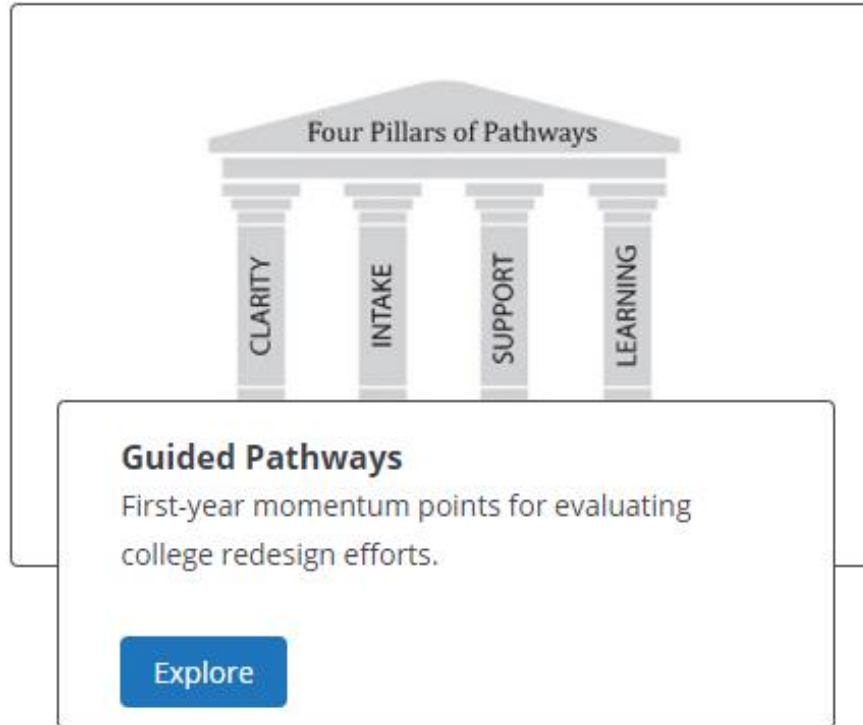 Four Pillars of Pathways
CLARITY
INTAKE
SUPPORT
LEARNING
Guided Pathways
First-year momentum points for evaluating
college redesign efforts.
Explore